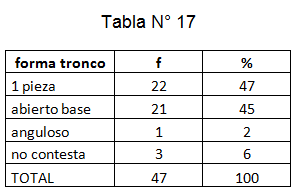 Tabla N° 17
forma tronco f %
1 pieza 22 47
abierto base 21 45
anguloso 1 2
no contesta 3 6
TOTAL 47 100